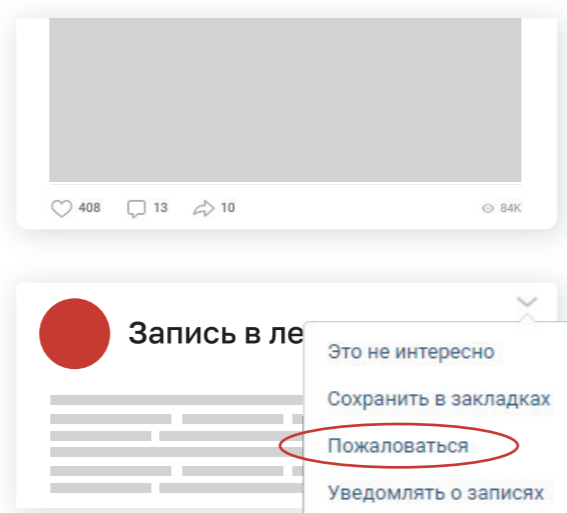 408 13 10 84K
Запись в ле
Это не интересно
Сохранить в закладках
Пожаловаться
Уведомлять о записях